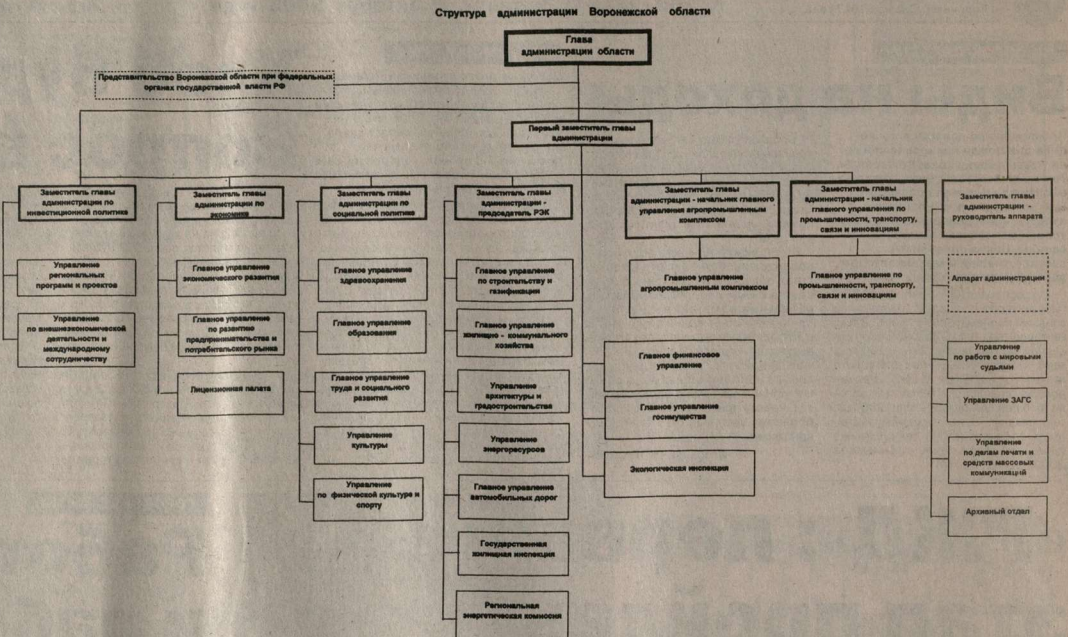 Структура администрации Воронежской области
Глава
администрации области
Представительство Воронежской области при федеральных
органах государственной власти РФ
Первый заместитель главы
администрации
Заместитель главы
администрации по
инвестиционной политике
Управление
региональных
программ и проектов
Управление
по внешнеэкономической
деятельности и
международному
сотрудничеству
Заместитель главы
администрации по
экономике
Главное управление
экономического развития
Главное управление
по развитию
предпринимательства и
потребительского рынка
Лицензионная палата
Заместитель главы
администрации по
социальной политике
Главное управление
здравоохранения
Главное управление
образования
Главное управление
труда и социального
развития
Управление
культуры
Управление
по физической культуре и
спорту
Заместитель главы
администрации -
председатель РЭК
Главное управление
по строительству и
газификации
Главное управление
жилищно - коммунального
хозяйства
Управление
архитектуры и
градостроительства
Управление
энергоресурсов
Главное управление
автомобильных дорог
Государственная
жилищная инспекция
Региональная
энергетическая комиссия
Заместитель главы
администрации - начальник главного
управления агропромышленным
комплексом
Главное управление
агропромышленным комплексом
Главное финансовое
управление
Главное управление
госимущества
Экологическая инспекция
Заместитель главы
администрации - начальник
главного управления по
промышленности, транспорту,
связи и инновациям
Главное управление по
промышленности, транспорту,
связи и инновациям
Заместитель главы
администрации -
руководитель аппарата
Аппарат администрации
Управление
по работе с мировыми
судьями
Управление ЗАГС
Управление
по делам печати и
средств массовых
коммуникаций
Архивный отдел